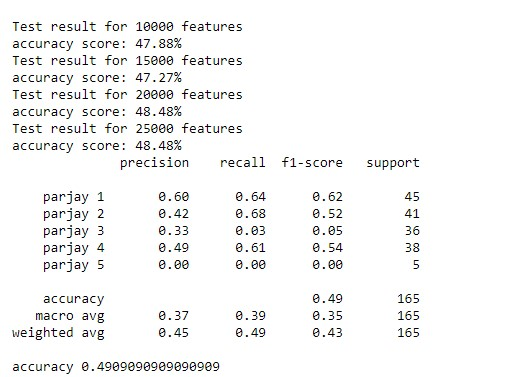 Test result for 10000 features
accuracy score: 47.88%
Test result for 15000 features
accuracy score: 47.27%
Test result for 20000 features
accuracy score: 48.48%
Test result for 25000 features
accuracy score: 48.48%
precision recall f1-score support
parjay 1 0.60 0.64 0.62 45
parjay 2 0.42 0.68 0.52 41
parjay 3 0.33 0.03 0.05 36
parjay 4 0.49 0.61 0.54 38
parjay 5 0.00 0.00 0.00 5
accuracy 0.49 165
macro avg 0.37 0.39 0.35 165
weighted avg 0.45 0.49 0.43 165
accuracy 0.4909090909090909